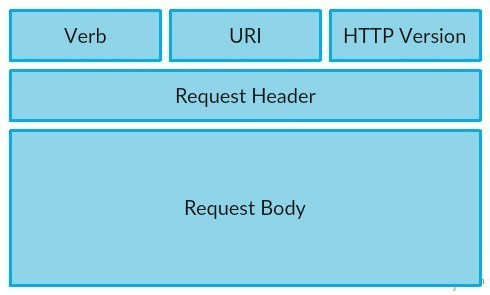 Verb URI HTTP Version
Request Header
Request Body